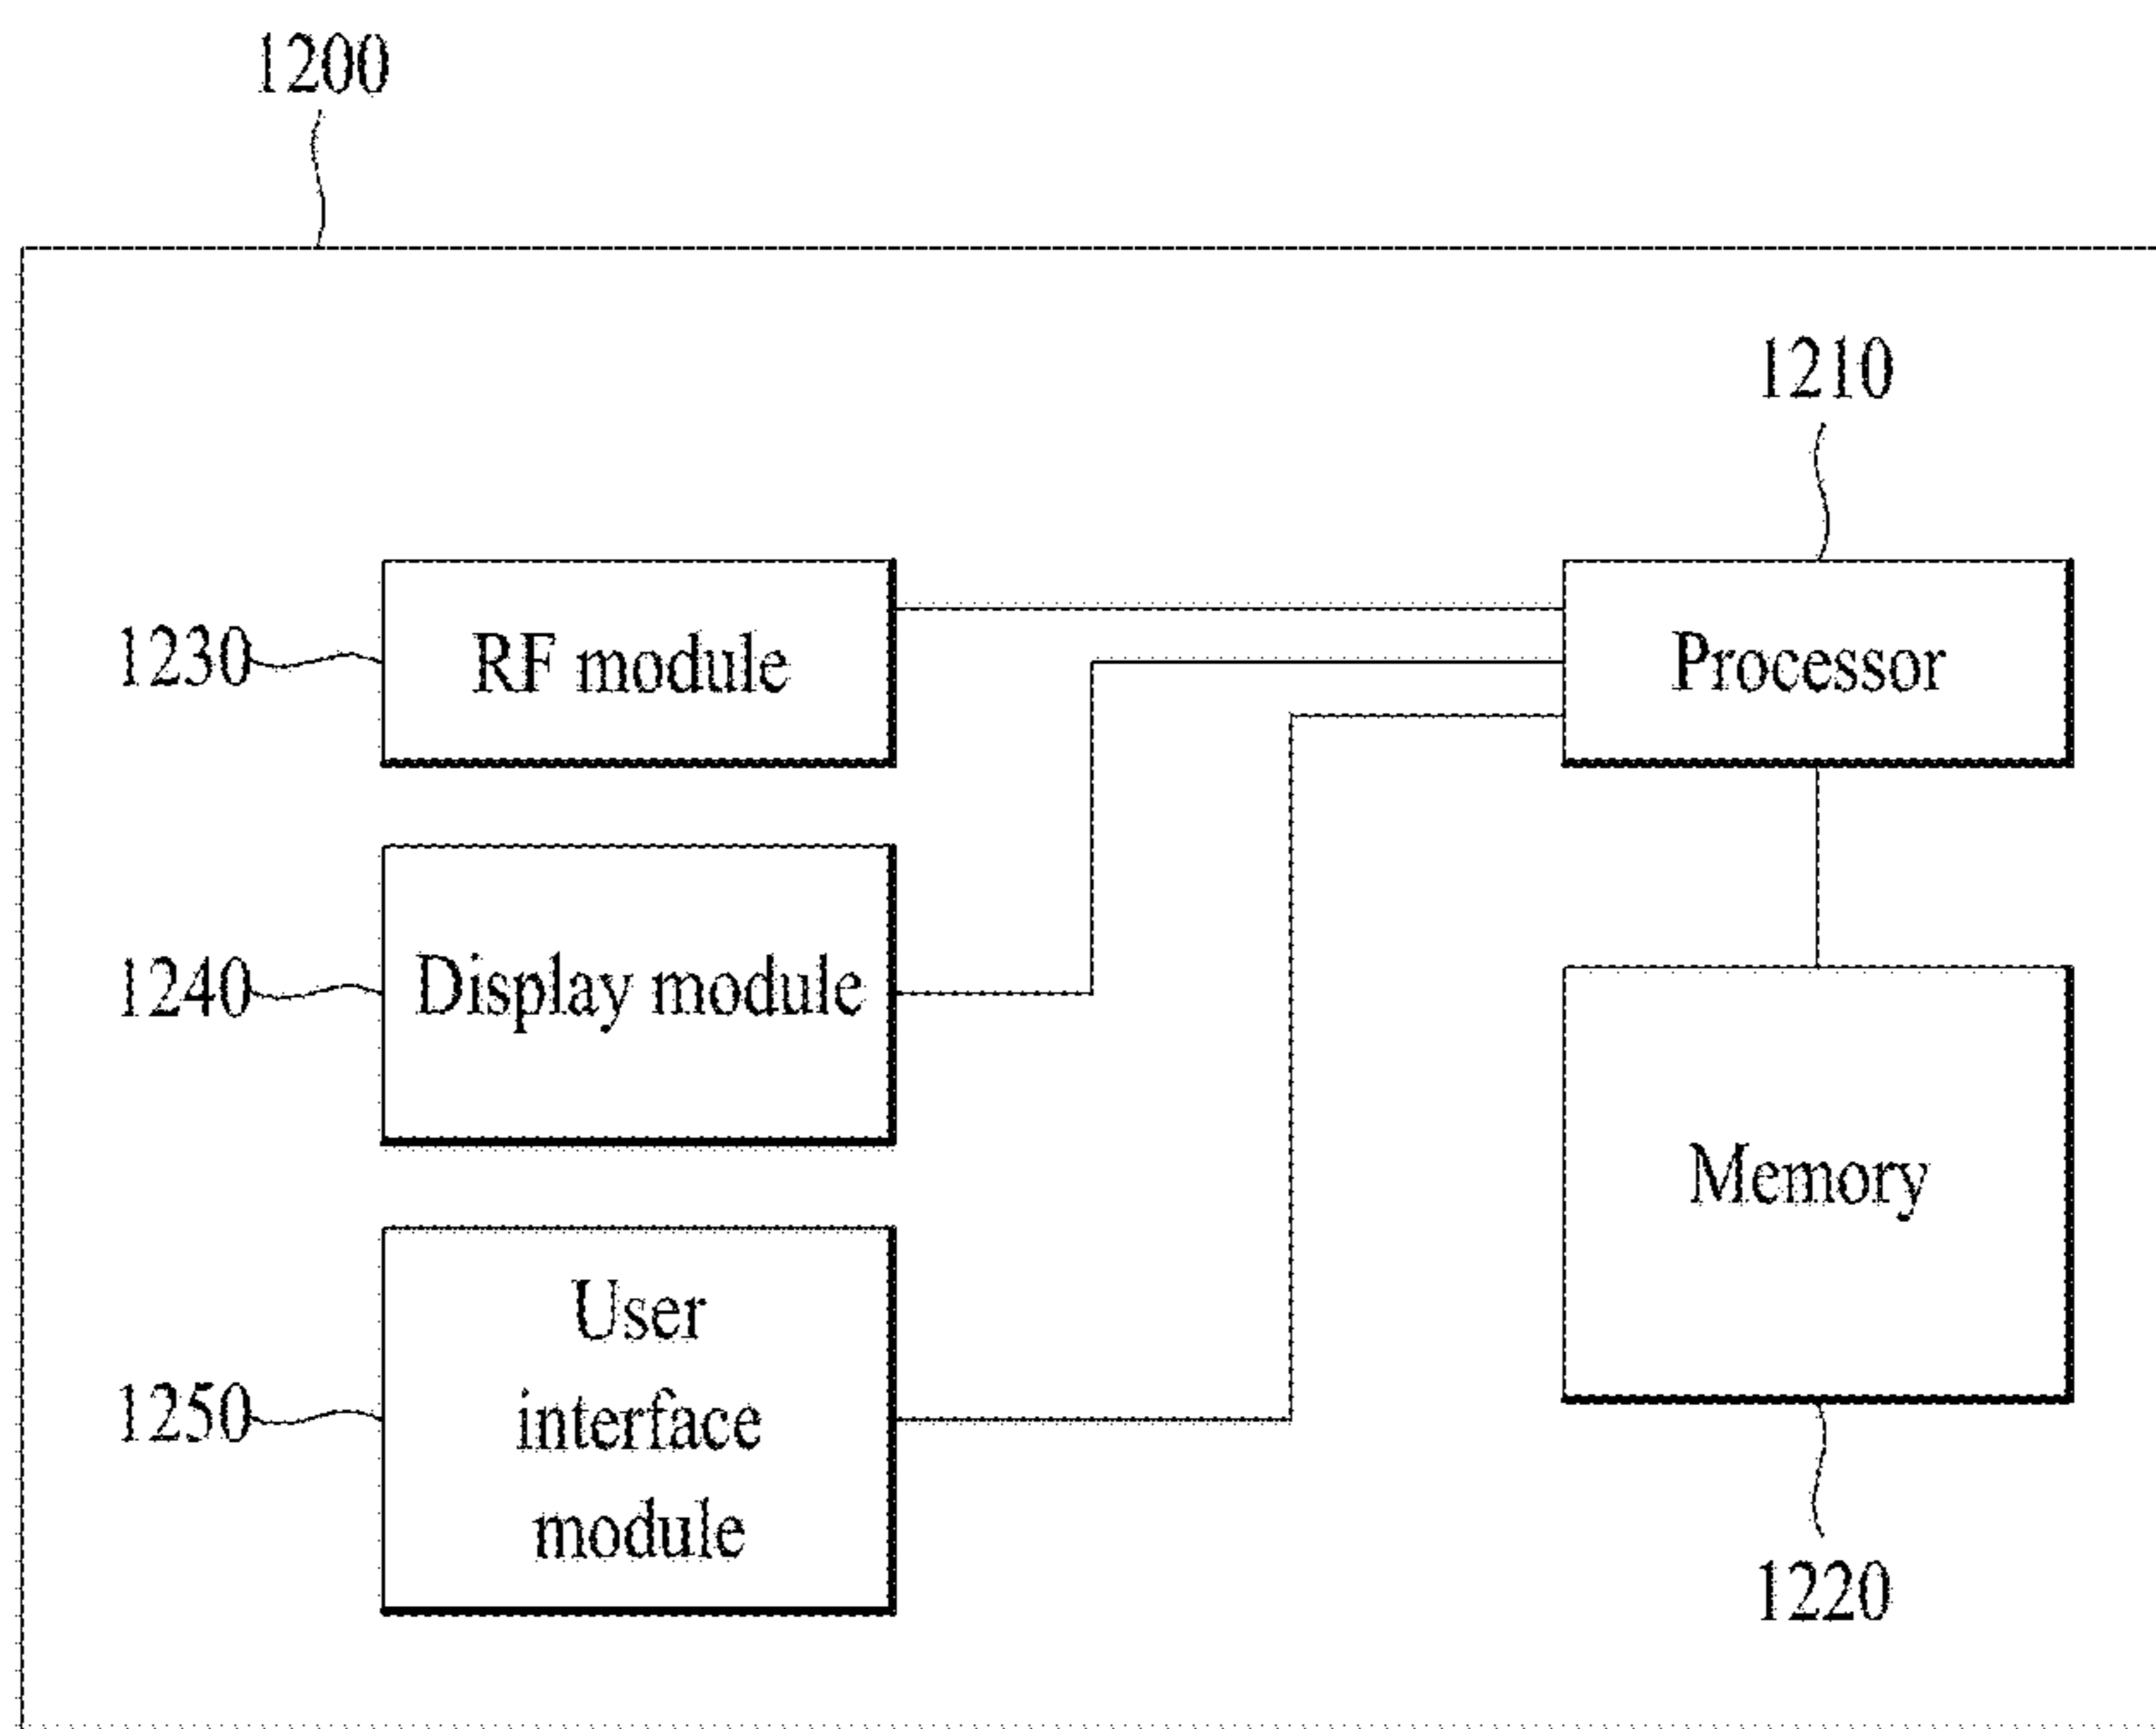 1200
1210
1230
RF module
Processor
1240
Display module
Memory
1250
User
interface
module
1220